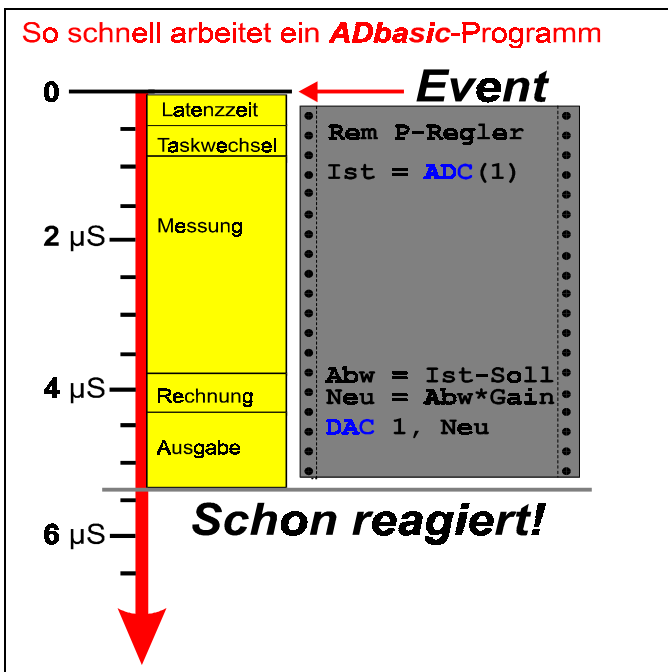 So schnell arbeitet ein ADbasic-Programm
0
Event
Latenzzeit
Taskwechsel
Rem P-Regler
Ist = ADC(1)
Messung
2 µS
Abw = Ist-Soll
4 µS
Rechnung
Neu = Abw*Gain
DAC 1, Neu
Ausgabe
Schon reagiert!
6 µS